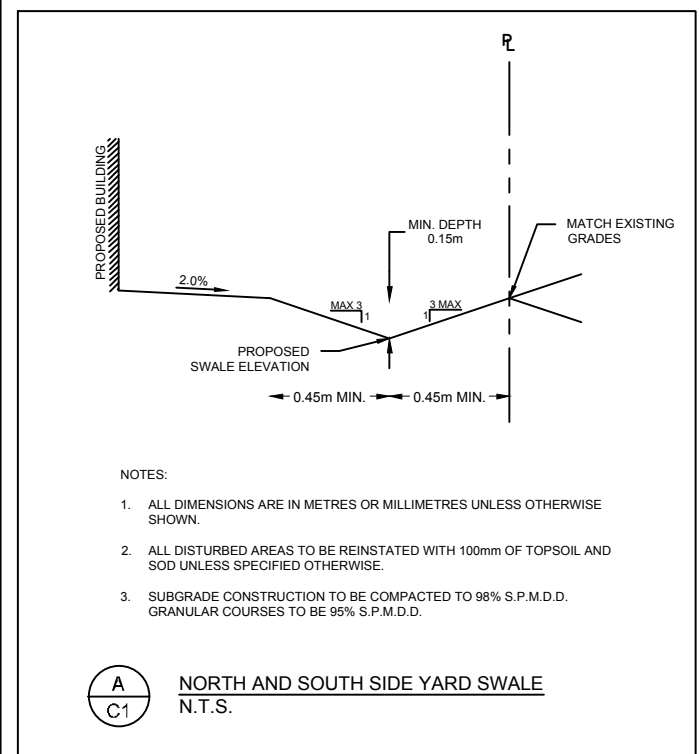 ℄
PROPOSED BUILDING
MIN. DEPTH
0.15m
MATCH EXISTING
GRADES
2.0%
MAX 3
1
3 MAX
1
PROPOSED
SWALE ELEVATION
0.45m MIN.
0.45m MIN.
NOTES:
1. ALL DIMENSIONS ARE IN METRES OR MILLIMETRES UNLESS OTHERWISE
SHOWN.
2. ALL DISTURBED AREAS TO BE REINSTATED WITH 100mm OF TOPSOIL AND
SOD UNLESS SPECIFIED OTHERWISE.
3. SUBGRADE CONSTRUCTION TO BE COMPACTED TO 98% S.P.M.D.D.
GRANULAR COURSES TO BE 95% S.P.M.D.D.
A
C1
NORTH AND SOUTH SIDE YARD SWALE
N.T.S.